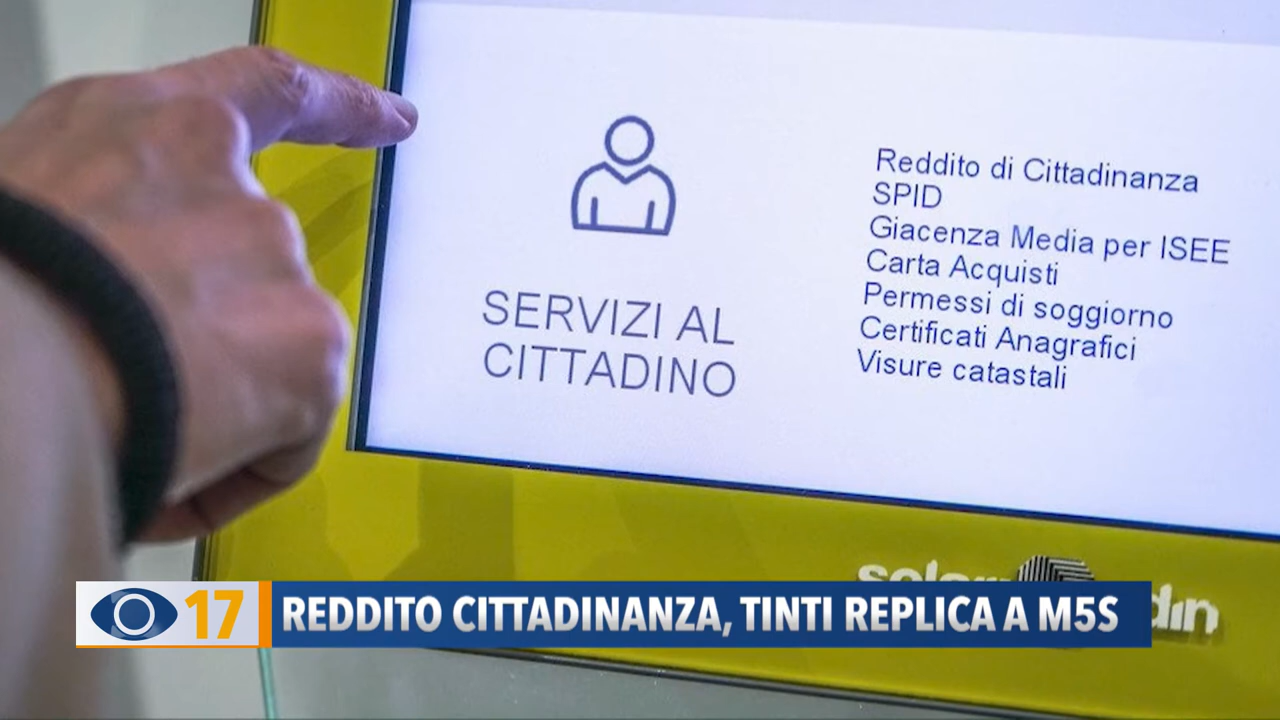 Reddito di Cittadinanza
SPID
Giacenza Media per ISEE
Carta Acquisti
Permessi di soggiorno
Certificati Anagrafici
Visure catastali
SERVIZI AL
CITTADINO
17 REDDITO CITTADINANZA, TINTI REPLICA A M5S